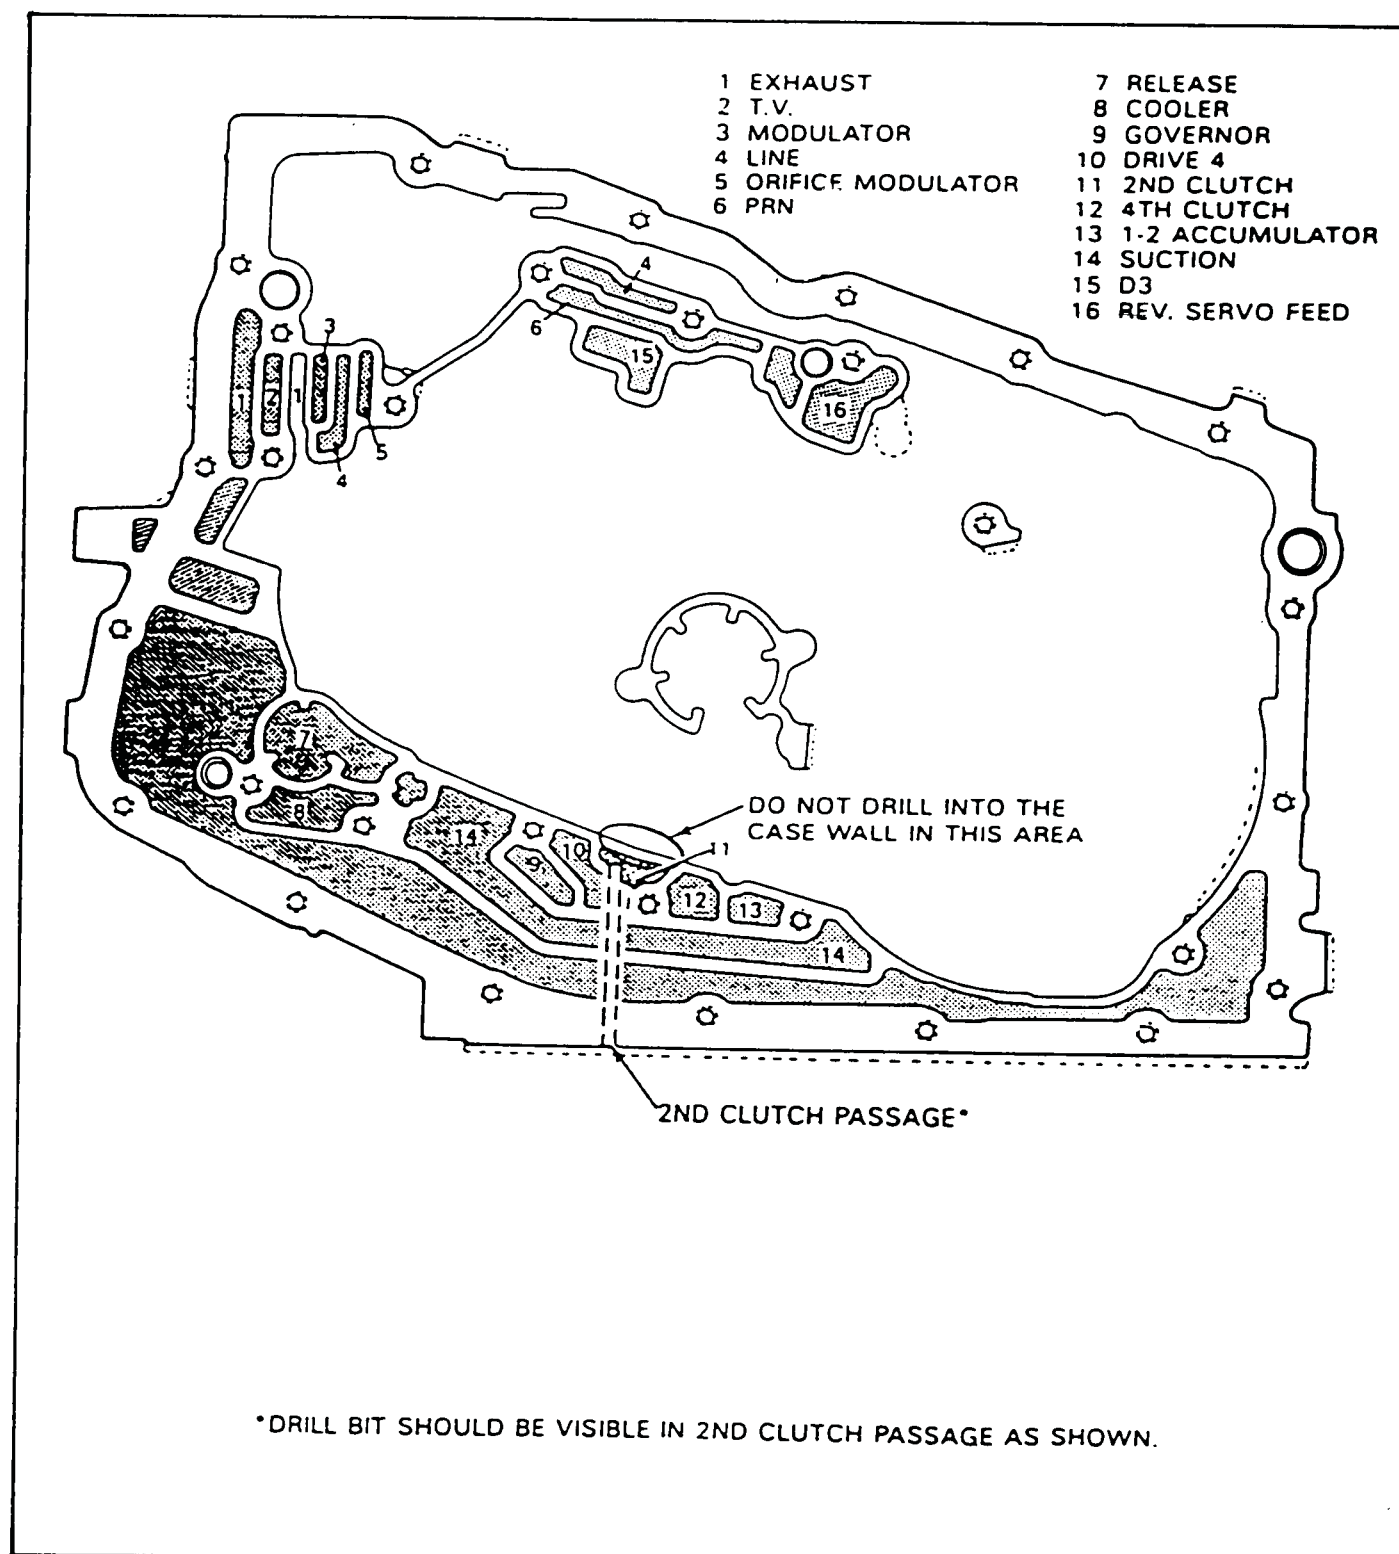 1 EXHAUST
2 T.V.
3 MODULATOR
4 LINE
5 ORIFICE MODULATOR
6 PRN
7 RELEASE
8 COOLER
9 GOVERNOR
10 DRIVE 4
11 2ND CLUTCH
12 4TH CLUTCH
13 1-2 ACCUMULATOR
14 SUCTION
15 D3
16 REV. SERVO FEED
4
6
15
16
3
1
2
1
5
4
7
8
14
9
10
11
12
13
14
DO NOT DRILL INTO THE
CASE WALL IN THIS AREA
2ND CLUTCH PASSAGE*
*DRILL BIT SHOULD BE VISIBLE IN 2ND CLUTCH PASSAGE AS SHOWN.